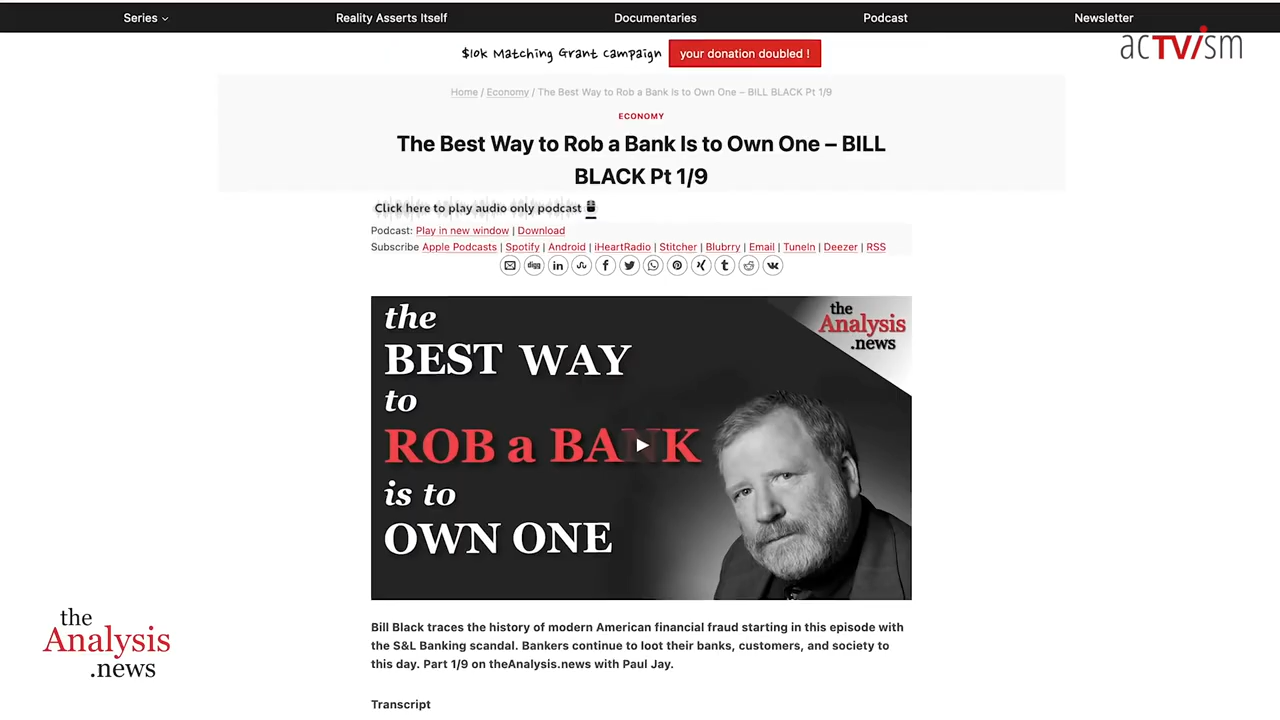 Series
Reality Asserts Itself
Documentaries
Podcast
Newsletter
acTVism
$10k Matching Grant Campaign
your donation doubled !
Home / Economy / The Best Way to Rob a Bank Is to Own One – BILL BLACK Pt 1/9
ECONOMY
The Best Way to Rob a Bank Is to Own One – BILL
BLACK Pt 1/9
Click here to play audio only podcast
Podcast: Play in new window | Download
Subscribe Apple Podcasts | Spotify | Android | iHeartRadio | Stitcher | Blubrry | Email | TuneIn | Deezer | RSS
digg
the
BEST WAY
to
ROB a BANK
is to
OWN ONE
the
Analysis
.news
Bill Black traces the history of modern American financial fraud starting in this episode with
the S&L Banking scandal. Bankers continue to loot their banks, customers, and society to
this day. Part 1/9 on theAnalysis.news with Paul Jay.
Transcript
the
Analysis
.news